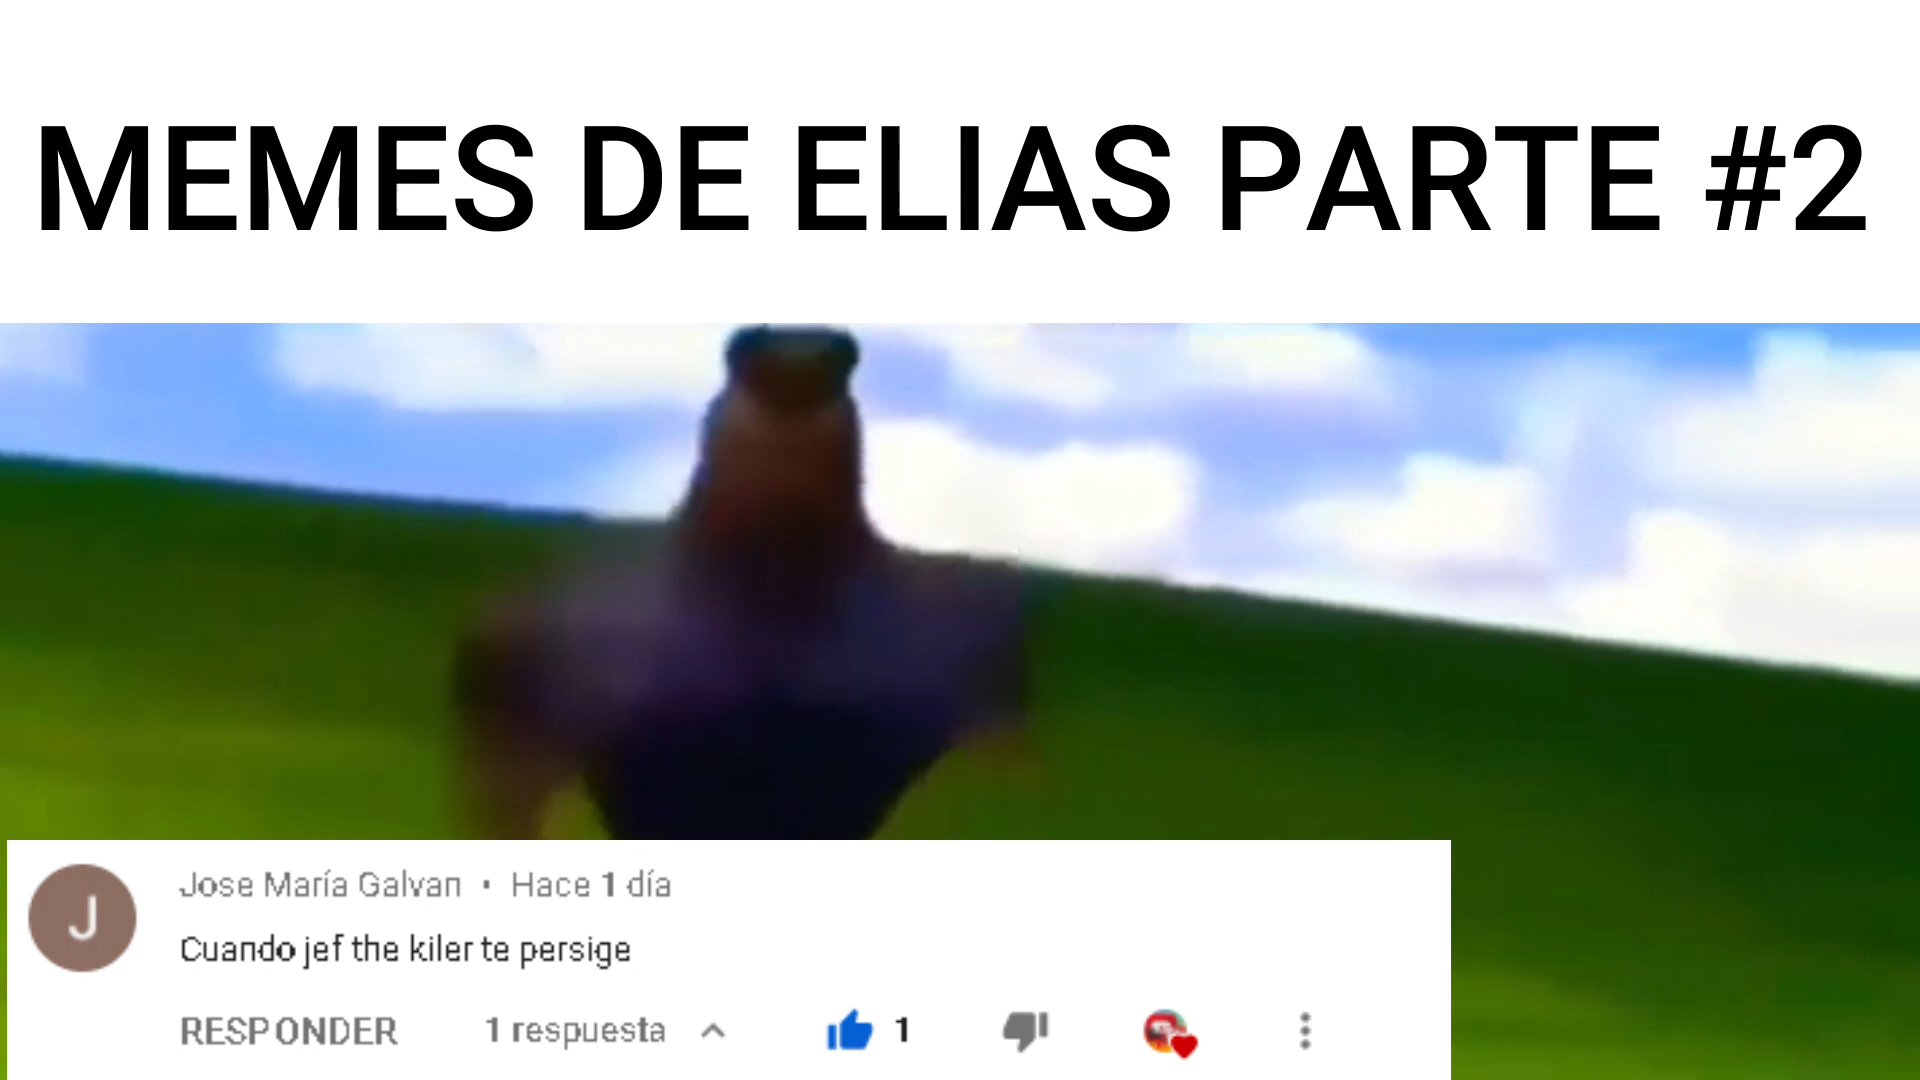 MEMES DE ELIAS PARTE #2
J
Jose María Galvan • Hace 1 día
Cuando jef the kiler te persige
RESPONDER 1 respuesta 1